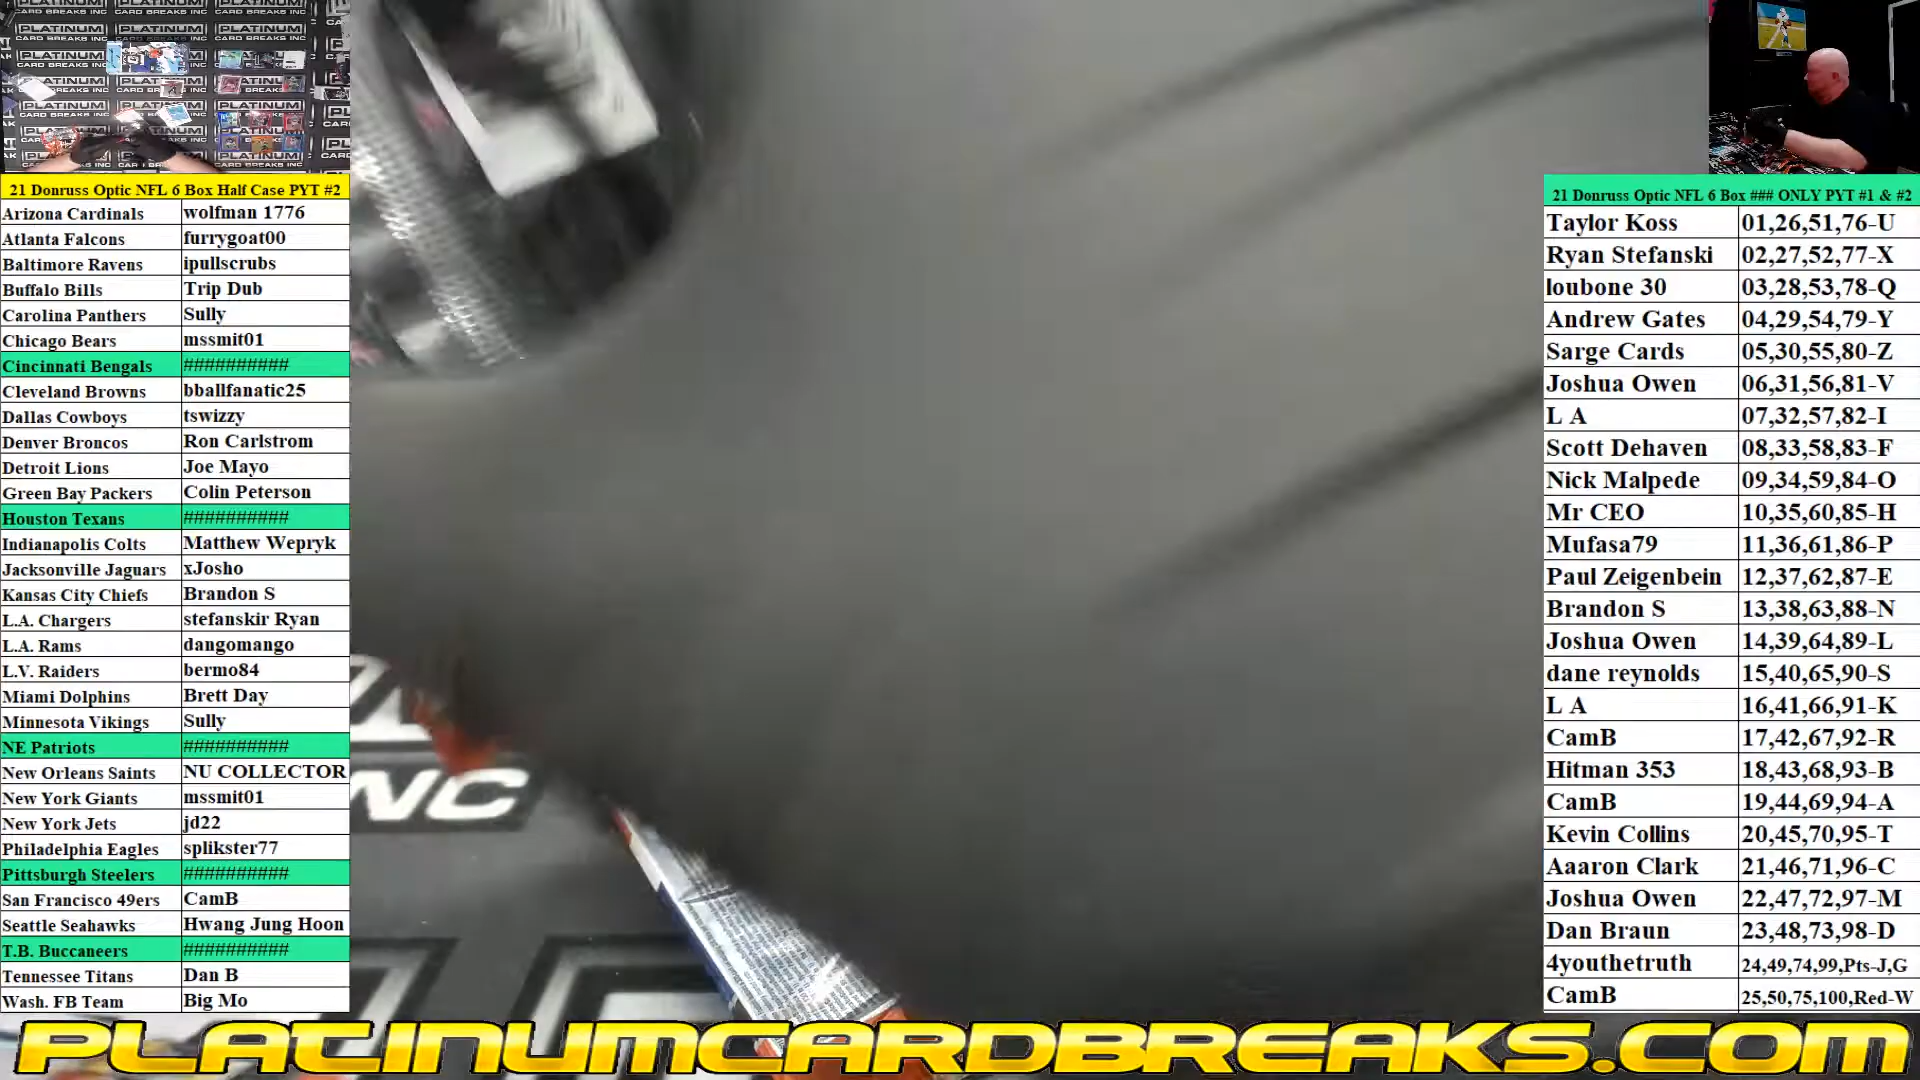 21 Donruss Optic NFL 6 Box Half Case PYT #2
Arizona Cardinals wolfman 1776
Atlanta Falcons furrygoat00
Baltimore Ravens ipullscrubs
Buffalo Bills Trip Dub
Carolina Panthers Sully
Chicago Bears mssmit01
Cincinnati Bengals ##########
Cleveland Browns bballfanatic25
Dallas Cowboys tswizzy
Denver Broncos Ron Carlstrom
Detroit Lions Joe Mayo
Green Bay Packers Colin Peterson
Houston Texans ##########
Indianapolis Colts Matthew Wepryk
Jacksonville Jaguars xJosho
Kansas City Chiefs Brandon S
L.A. Chargers stefanskir Ryan
L.A. Rams dangomango
L.V. Raiders bermo84
Miami Dolphins Brett Day
Minnesota Vikings Sully
NE Patriots ##########
New Orleans Saints NU COLLECTOR
New York Giants mssmit01
New York Jets jd22
Philadelphia Eagles splikster77
Pittsburgh Steelers ##########
San Francisco 49ers CamB
Seattle Seahawks Hwang Jung Hoon
T.B. Buccaneers ##########
Tennessee Titans Dan B
Wash. FB Team Big Mo
21 Donruss Optic NFL 6 Box ### ONLY PYT #1 & #2
Taylor Koss 01,26,51,76-U
Ryan Stefanski 02,27,52,77-X
loubone 30 03,28,53,78-Q
Andrew Gates 04,29,54,79-Y
Sarge Cards 05,30,55,80-Z
Joshua Owen 06,31,56,81-V
L A 07,32,57,82-I
Scott Dehaven 08,33,58,83-F
Nick Malpede 09,34,59,84-O
Mr CEO 10,35,60,85-H
Mufasa79 11,36,61,86-P
Paul Zeigenbein 12,37,62,87-E
Brandon S 13,38,63,88-N
Joshua Owen 14,39,64,89-L
dane reynolds 15,40,65,90-S
L A 16,41,66,91-K
CamB 17,42,67,92-R
Hitman 353 18,43,68,93-B
CamB 19,44,69,94-A
Kevin Collins 20,45,70,95-T
Aaaron Clark 21,46,71,96-C
Joshua Owen 22,47,72,97-M
Dan Braun 23,48,73,98-D
4youthetruth 24,49,74,99,Pts-J,G
CamB 25,50,75,100,Red-W
PLATINUM
CARD BREAKS INC
NC
PLATINUMCARDBREAKS.COM